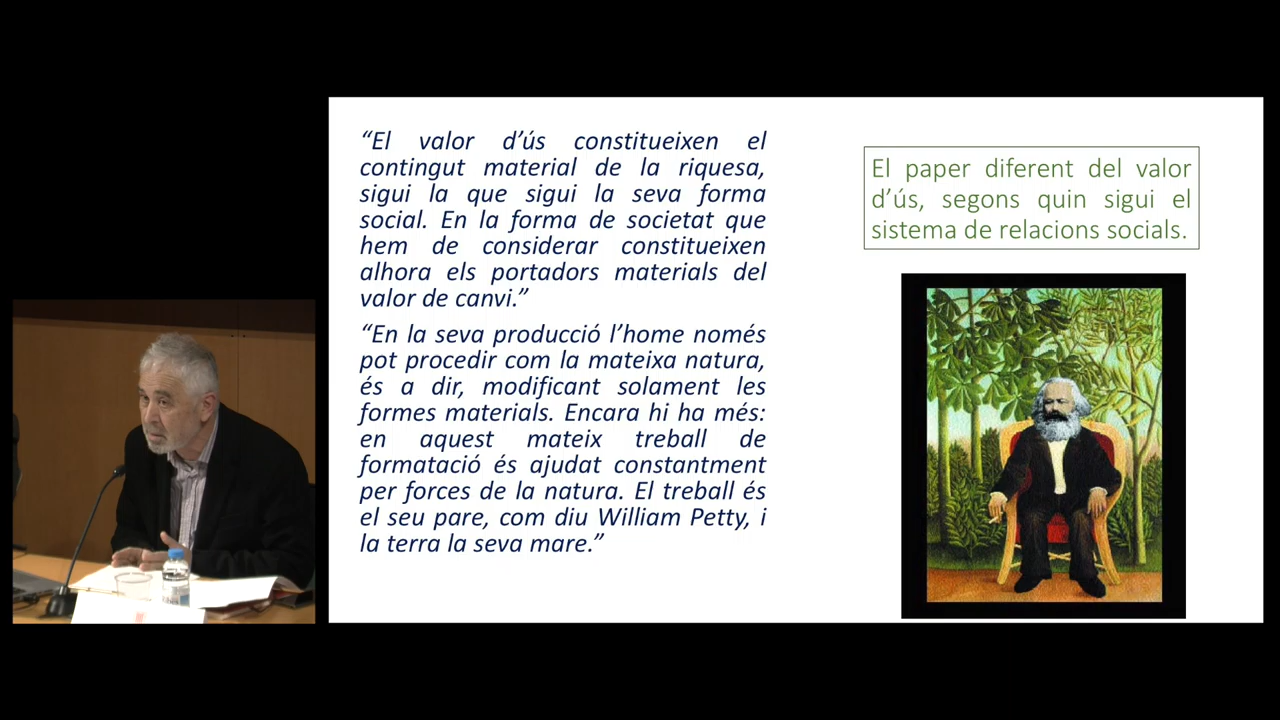 “El valor d’ús constitueixen el
contingut material de la riquesa,
sigui la que sigui la seva forma
social. En la forma de societat que
hem de considerar constitueixen
alhora els portadors materials del
valor de canvi.”
“En la seva producció l’home només
pot procedir com la mateixa natura,
és a dir, modificant solament les
formes materials. Encara hi ha més:
en aquest mateix treball de
formatació és ajudat constantment
per forces de la natura. El treball és
el seu pare, com diu William Petty, i
la terra la seva mare.”
El paper diferent del valor
d’ús, segons quin sigui el
sistema de relacions socials.